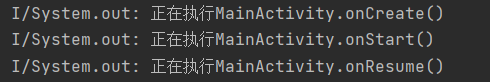 I/System.out: 正在执行MainActivity.onCreate()
I/System.out: 正在执行MainActivity.onStart()
I/System.out: 正在执行MainActivity.onResume()